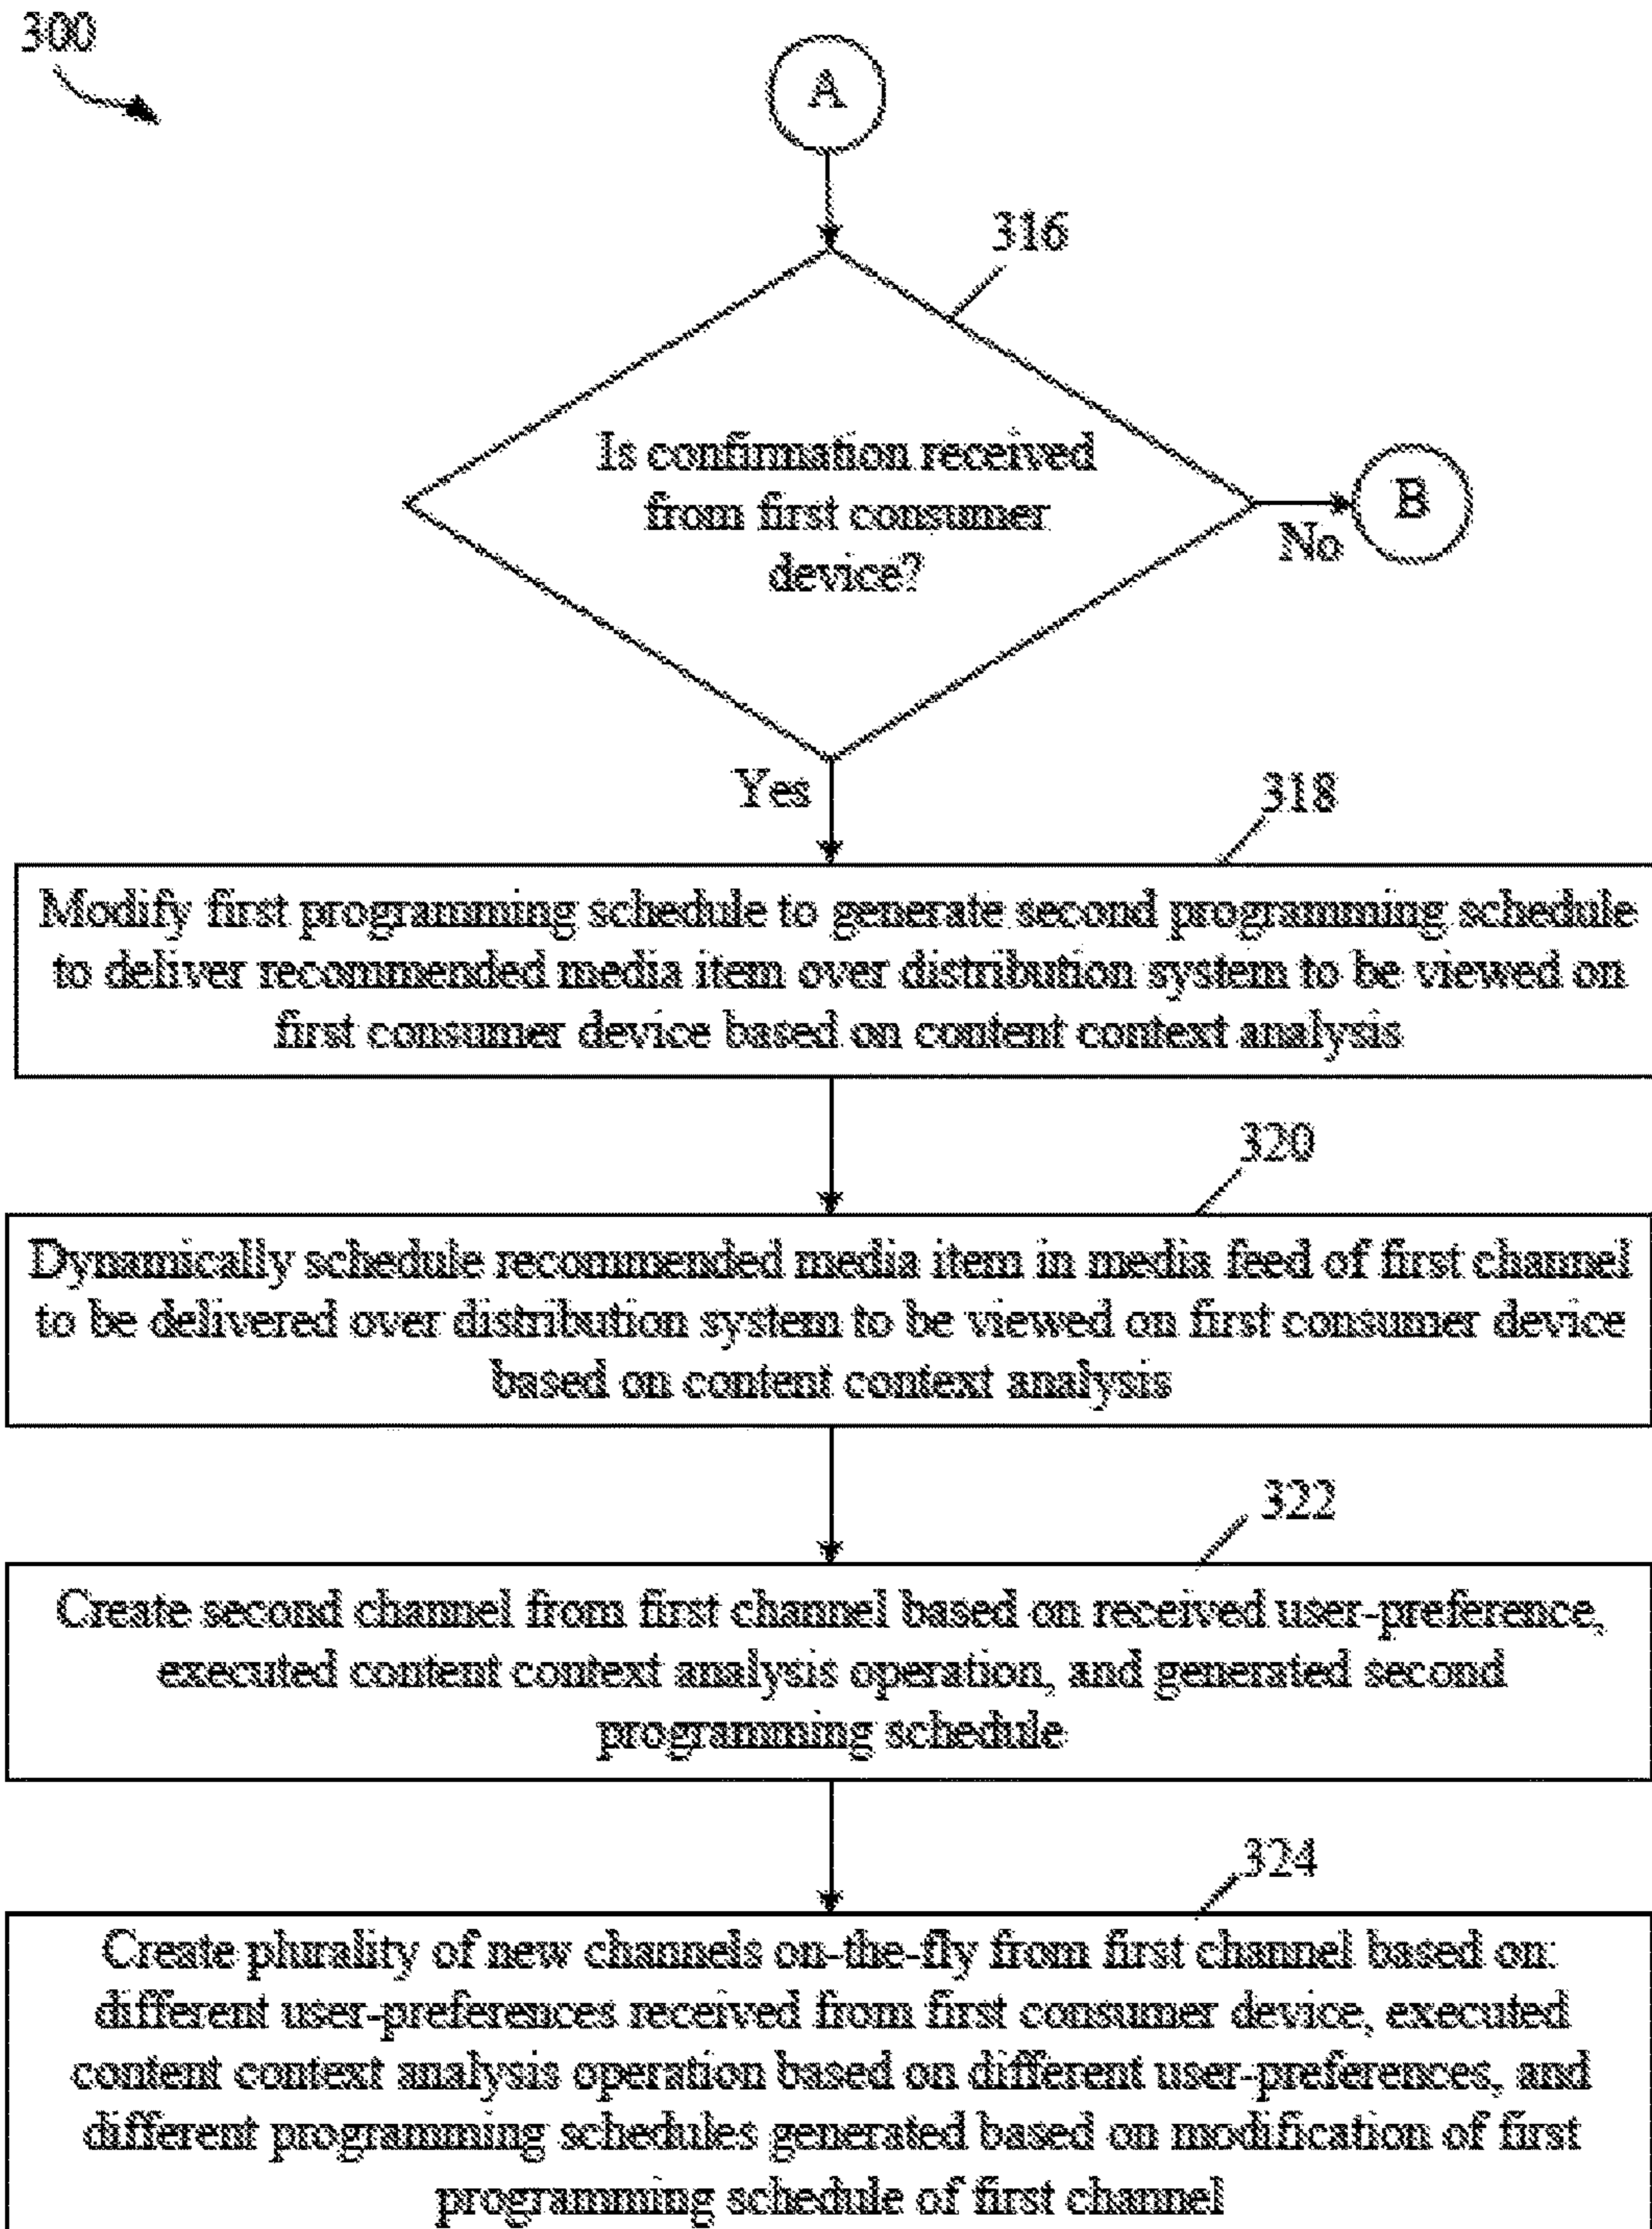 300
A
316
Is confirmation received
from first consumer
device?
B
No
Yes
318
Modify first programming schedule to generate second programming schedule
to deliver recommended media item over distribution system to be viewed on
first consumer device based on content context analysis
320
Dynamically schedule recommended media item in media feed of first channel
to be delivered over distribution system to be viewed on first consumer device
based on content context analysis
322
Create second channel from first channel based on received user-preference,
executed content context analysis operation, and generated second
programming schedule
324
Create plurality of new channels on-the-fly from first channel based on:
different user-preferences received from first consumer device, executed
content context analysis operation based on different user-preferences, and
different programming schedules generated based on modification of first
programming schedule of first channel